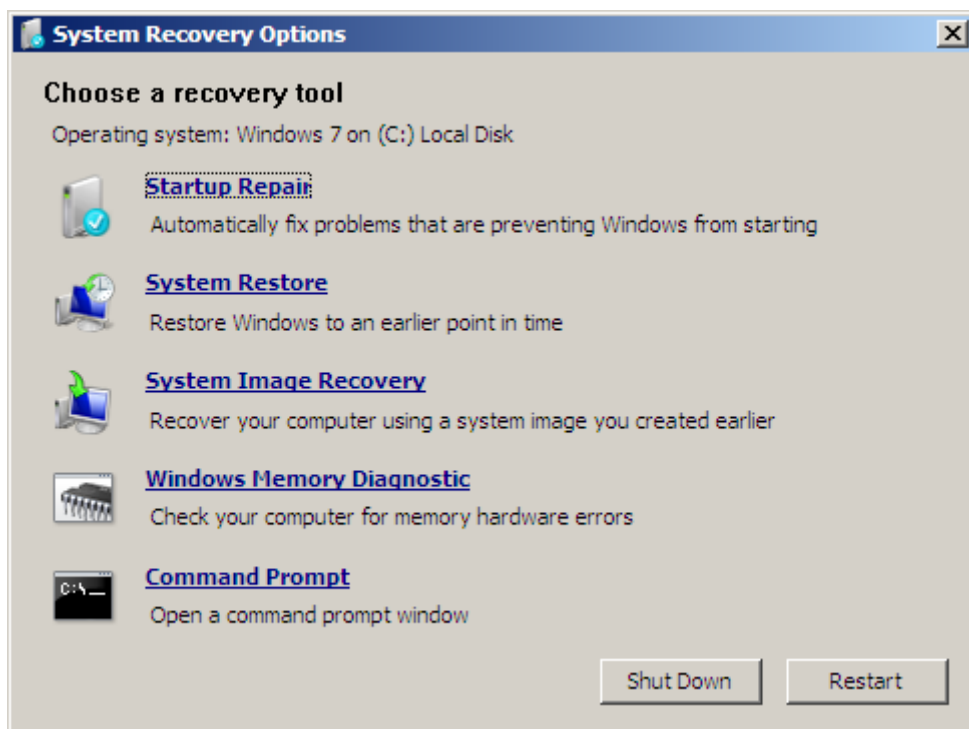 System Recovery Options
Choose a recovery tool
Operating system: Windows 7 on (C:) Local Disk
Startup Repair
Automatically fix problems that are preventing Windows from starting
System Restore
Restore Windows to an earlier point in time
System Image Recovery
Recover your computer using a system image you created earlier
Windows Memory Diagnostic
Check your computer for memory hardware errors
C:\_
Command Prompt
Open a command prompt window
Shut Down
Restart